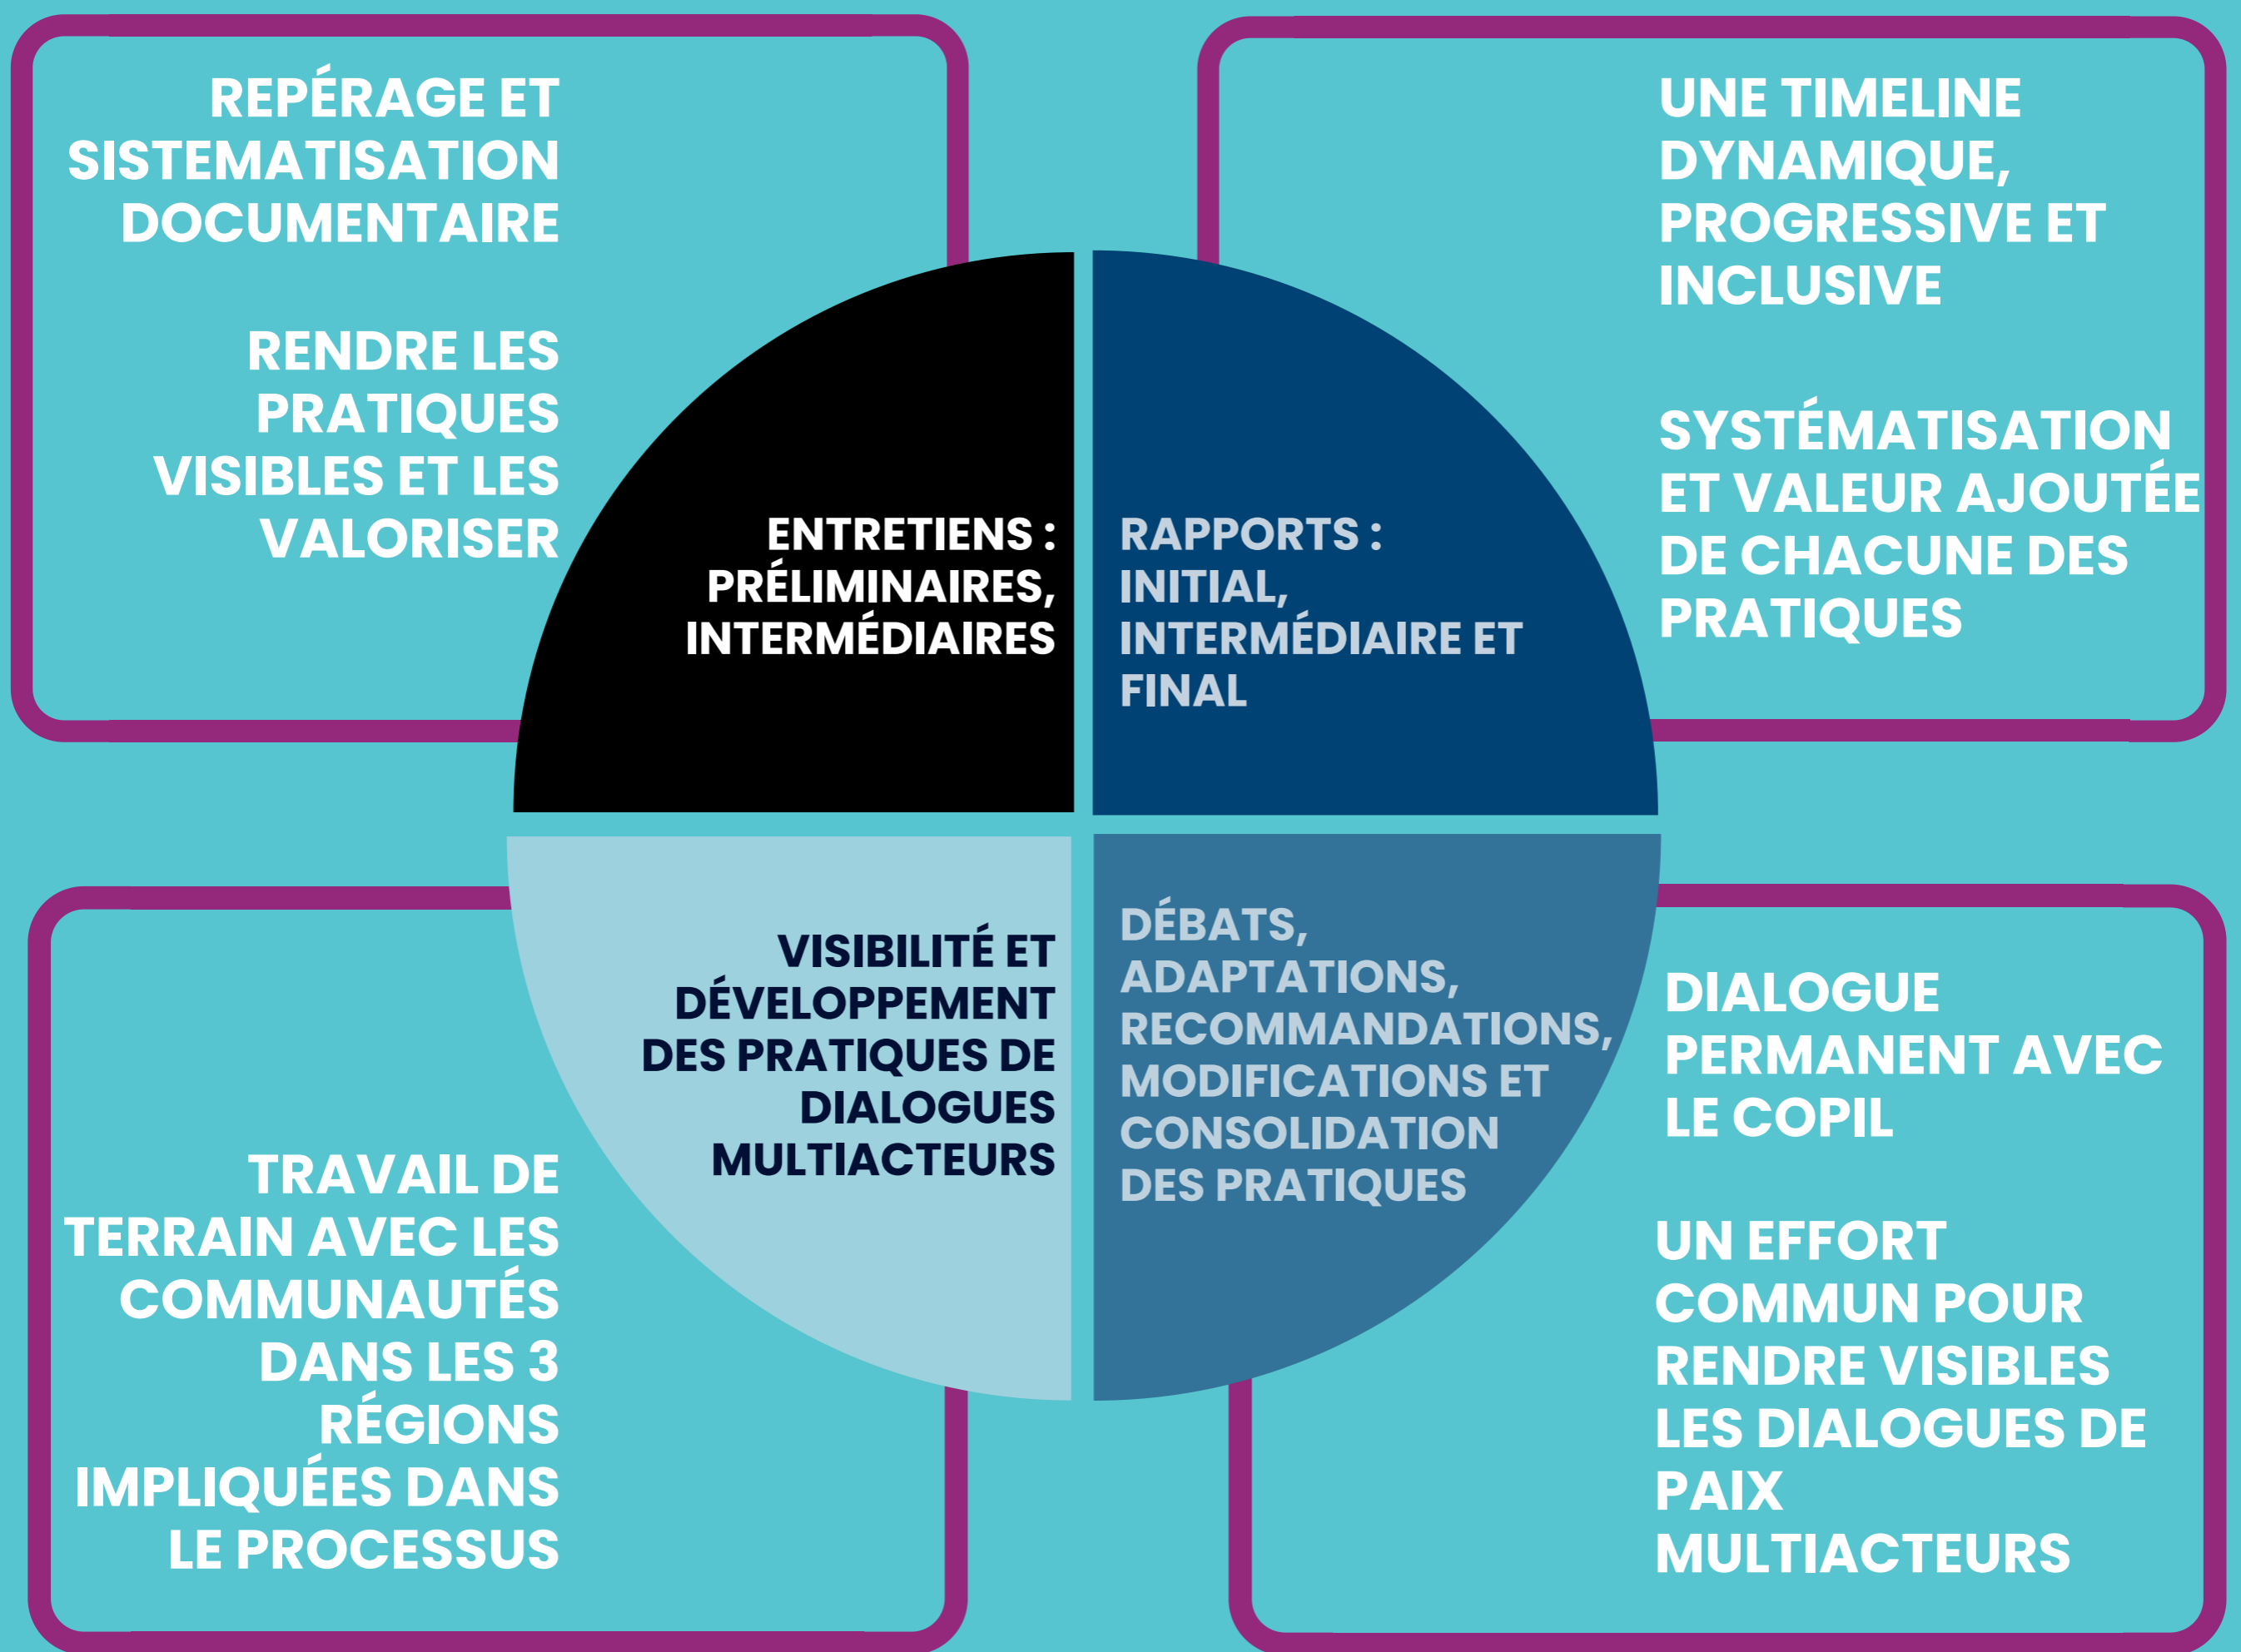 REPÉRAGE ET
SISTEMATISATION
DOCUMENTAIRE
RENDRE LES
PRATIQUES
VISIBLES ET LES
VALORISER
UNE TIMELINE
DYNAMIQUE,
PROGRESSIVE ET
INCLUSIVE
SYSTÉMATISATION
ET VALEUR AJOUTÉE
DE CHACUNE DES
PRATIQUES
ENTRETIENS :
PRÉLIMINAIRES,
INTERMÉDIAIRES
RAPPORTS :
INITIAL,
INTERMÉDIAIRE ET
FINAL
VISIBILITÉ ET
DÉVELOPPEMENT
DES PRATIQUES DE
DIALOGUES
MULTIACTEURS
DÉBATS,
ADAPTATIONS,
RECOMMANDATIONS,
MODIFICATIONS ET
CONSOLIDATION
DES PRATIQUES
TRAVAIL DE
TERRAIN AVEC LES
COMMUNAUTÉS
DANS LES 3
RÉGIONS
IMPLIQUÉES DANS
LE PROCESSUS
DIALOGUE
PERMANENT AVEC
LE COPIL
UN EFFORT
COMMUN POUR
RENDRE VISIBLES
LES DIALOGUES DE
PAIX
MULTIACTEURS